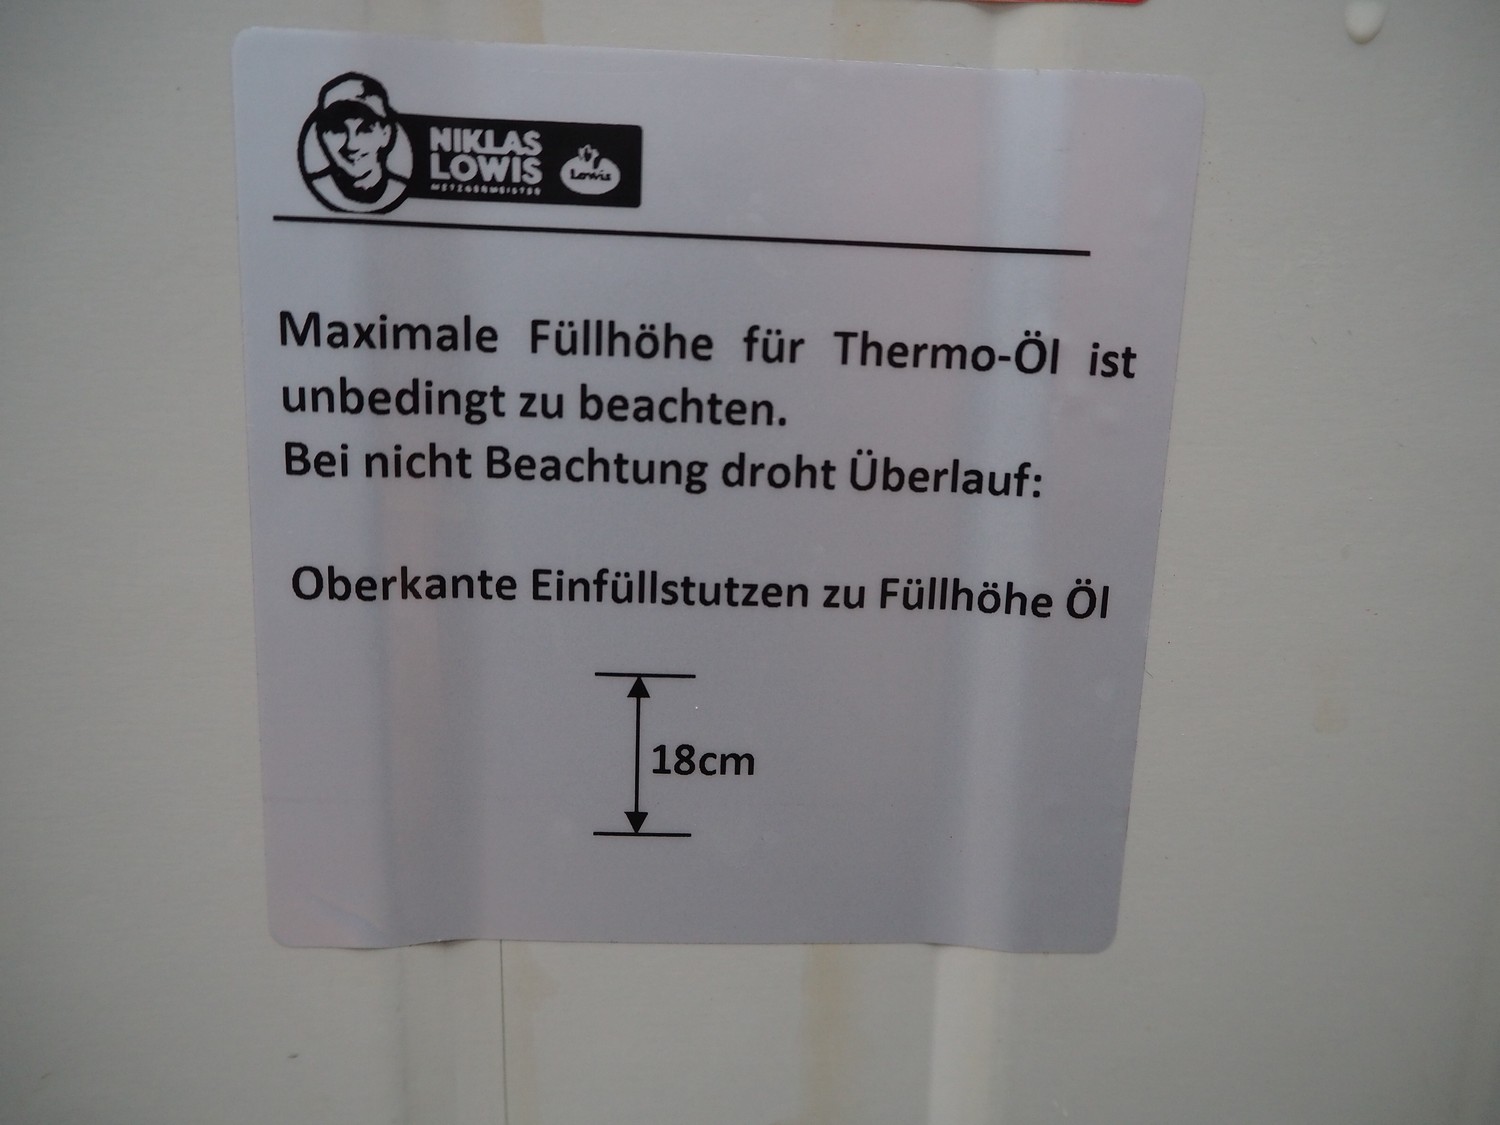 NIKLAS
LOWIS
METZGERMEISTER
Lowis
Maximale Füllhöhe für Thermo-Öl ist
unbedingt zu beachten.
Bei nicht Beachtung droht Überlauf:
Oberkante Einfüllstutzen zu Füllhöhe Öl
18cm